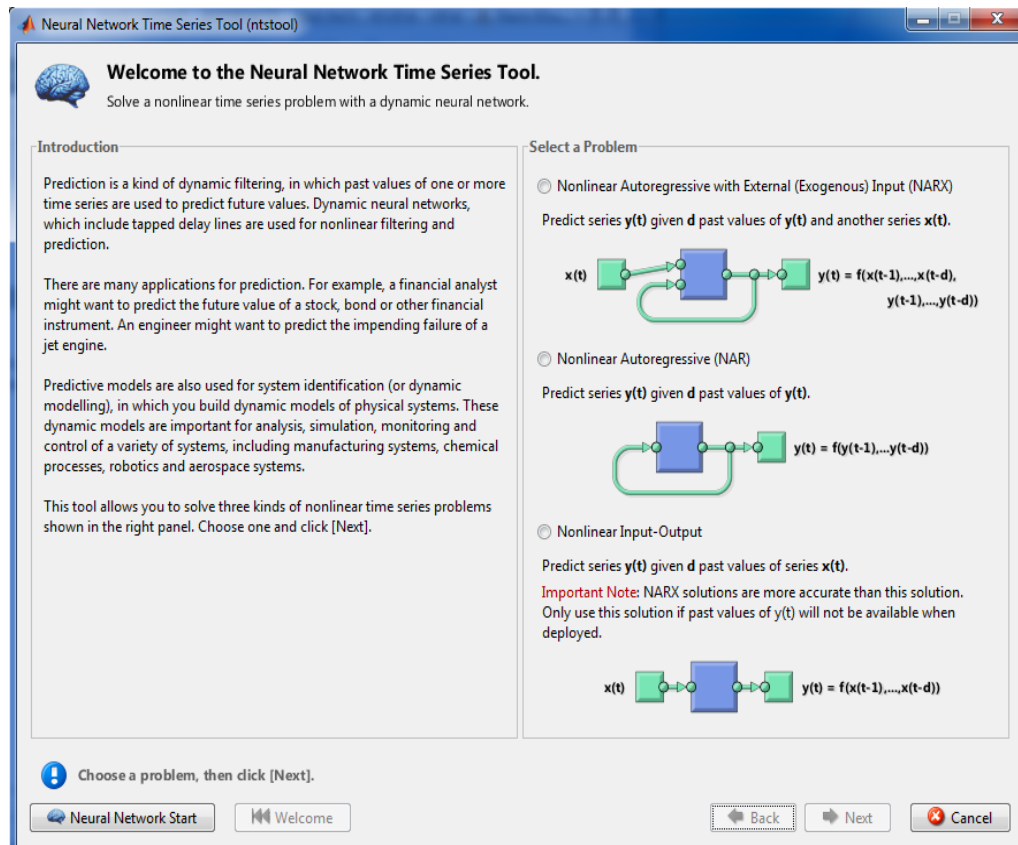 Neural Network Time Series Tool (ntstool)
Welcome to the Neural Network Time Series Tool.
Solve a nonlinear time series problem with a dynamic neural network.
Introduction
Prediction is a kind of dynamic filtering, in which past values of one or more
time series are used to predict future values. Dynamic neural networks,
which include tapped delay lines are used for nonlinear filtering and
prediction.
There are many applications for prediction. For example, a financial analyst
might want to predict the future value of a stock, bond or other financial
instrument. An engineer might want to predict the impending failure of a
jet engine.
Predictive models are also used for system identification (or dynamic
modelling), in which you build dynamic models of physical systems. These
dynamic models are important for analysis, simulation, monitoring and
control of a variety of systems, including manufacturing systems, chemical
processes, robotics and aerospace systems.
This tool allows you to solve three kinds of nonlinear time series problems
shown in the right panel. Choose one and click [Next].
Select a Problem
Nonlinear Autoregressive with External (Exogenous) Input (NARX)
Predict series y(t) given d past values of y(t) and another series x(t).
x(t)
y(t) = f(x(t-1),...,x(t-d),
y(t-1),...,y(t-d))
Nonlinear Autoregressive (NAR)
Predict series y(t) given d past values of y(t).
y(t) = f(y(t-1),...y(t-d))
Nonlinear Input-Output
Predict series y(t) given d past values of series x(t).
Important Note: NARX solutions are more accurate than this solution.
Only use this solution if past values of y(t) will not be available when
deployed.
x(t)
y(t) = f(x(t-1),...,x(t-d))
Choose a problem, then click [Next].
Neural Network Start
Welcome
Back
Next
Cancel